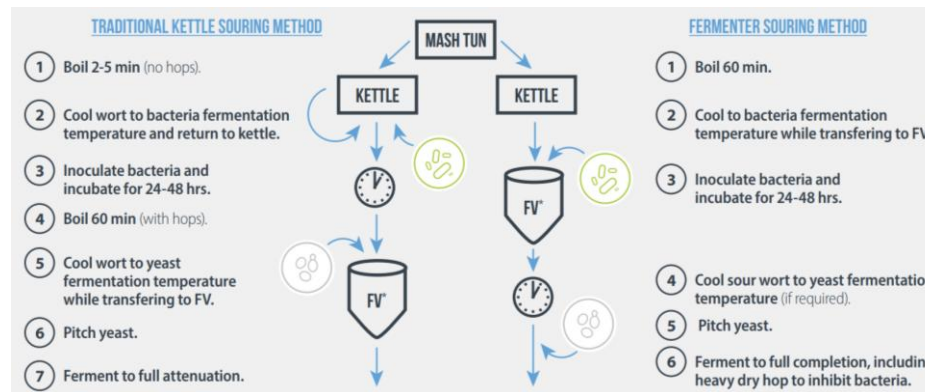 TRADITIONAL KETTLE SOURING METHOD
1 Boil 2-5 min (no hops).
2 Cool wort to bacteria fermentation
temperature and return to kettle.
3 Inoculate bacteria and
incubate for 24-48 hrs.
4 Boil 60 min (with hops).
5 Cool wort to yeast
fermentation temperature
while transfering to FV.
6 Pitch yeast.
7 Ferment to full attenuation.
MASH TUN
KETTLE
KETTLE
FV*
FV*
FERMENTER SOURING METHOD
1 Boil 60 min.
2 Cool to bacteria fermentation
temperature while transfering to FV
3 Inoculate bacteria and
incubate for 24-48 hrs.
4 Cool sour wort to yeast fermentatio
temperature (if required).
5 Pitch yeast.
6 Ferment to full completion, includin
heavy dry hop to inhibit bacteria.